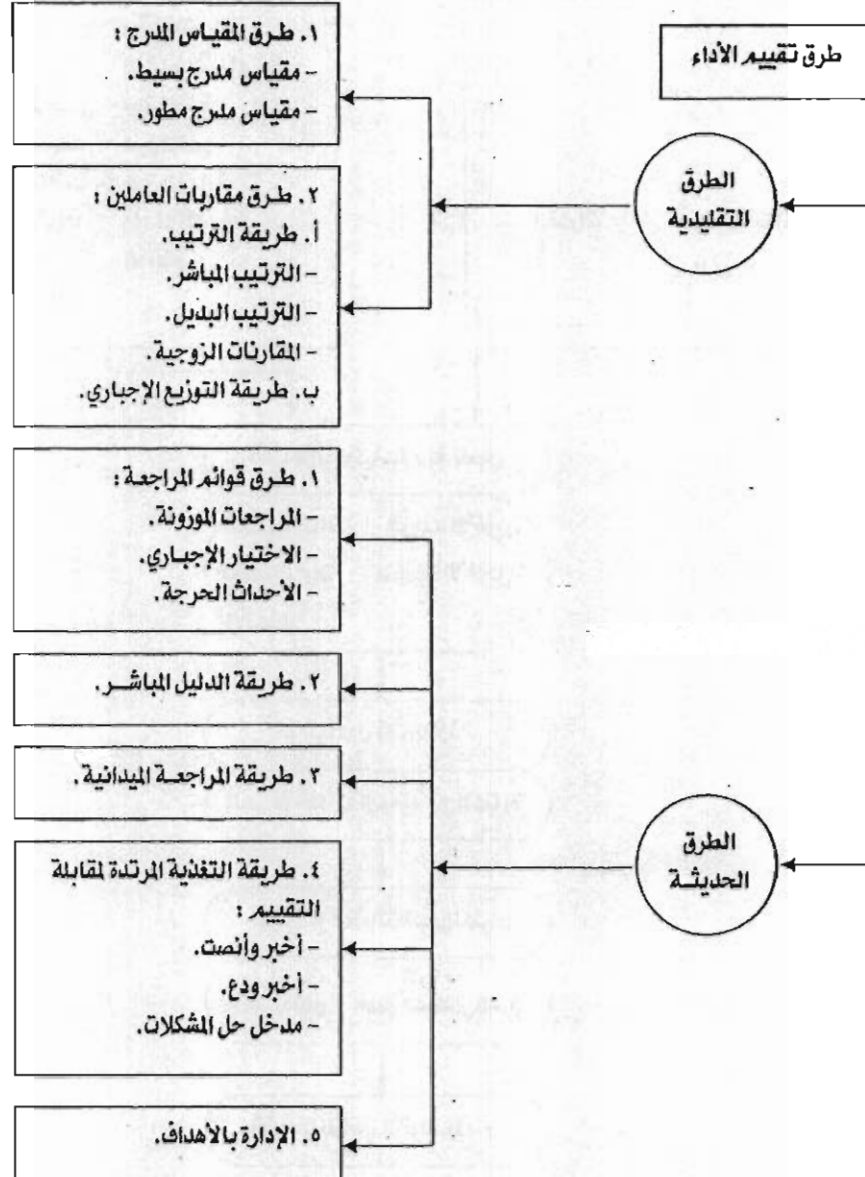 طرق تقييم الأداء
الطرق
التقليدية
١. طرق المقياس المدرج :
- مقياس مدرج بسيط.
- مقياس مدرج مطور.
٢. طرق مقاربات العاملين :
أ. طريقة الترتيب.
- الترتيب المباشر.
- الترتيب البديل.
- المقارنات الزوجية.
ب. طريقة التوزيع الإجباري.
الطرق
الحديثة
١. طرق قوائم المراجعة :
- المراجعات الموزونة.
- الاختيار الإجباري.
- الأحداث الحرجة.
٢. طريقة الدليل المباشر.
٣. طريقة المراجعة الميدانية.
٤. طريقة التغذية المرتدة لمقابلة
التقييم :
- أخبر وأنصت.
- أخبر ودع.
- مدخل حل المشكلات.
٥. الإدارة بالأهداف.